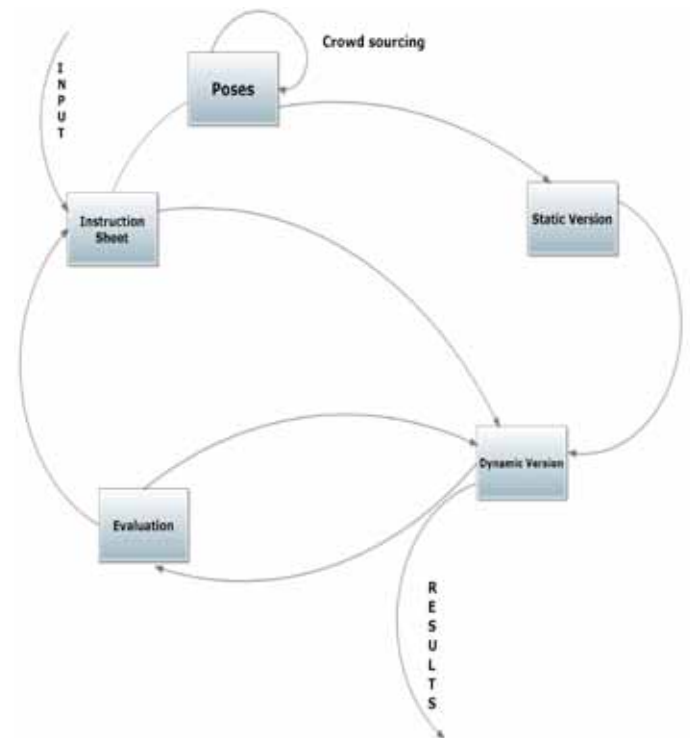 Crowd sourcing
Poses
I
N
P
U
T
Instruction
Sheet
Static Version
Dynamic Version
Evaluation
R
E
S
U
L
T
S